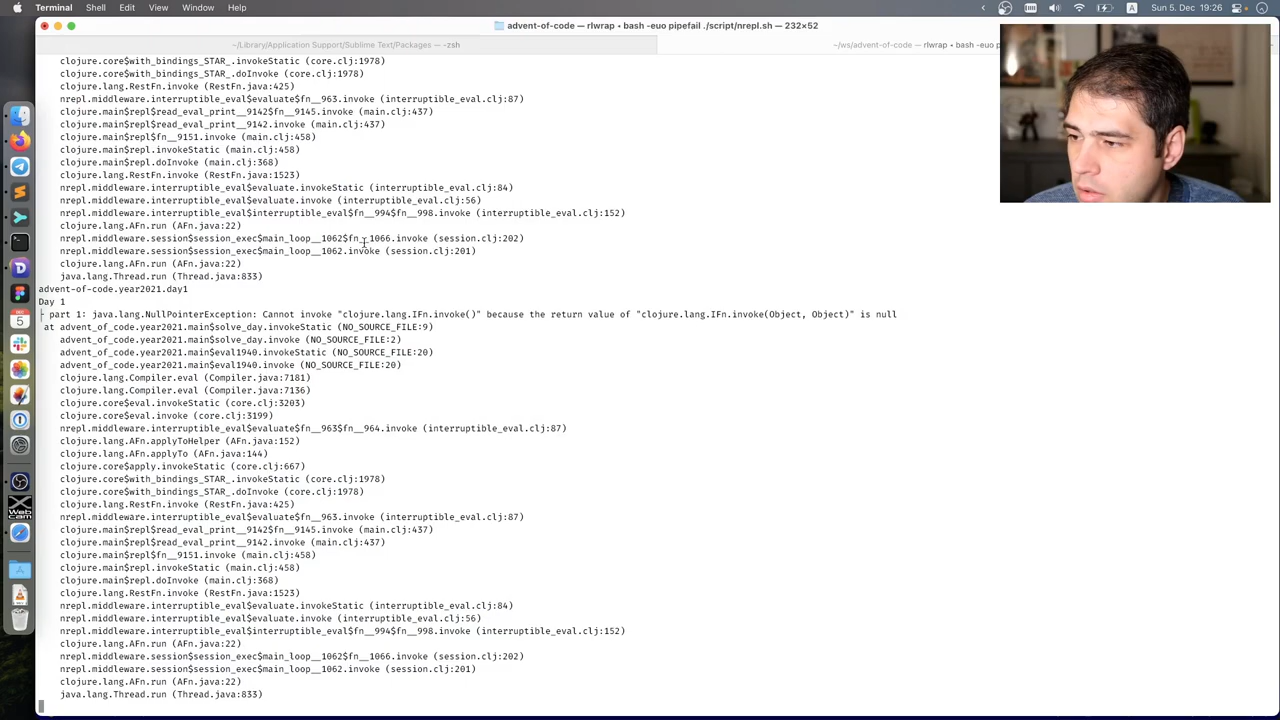 Terminal Shell Edit View Window Help Sun 5. Dec 19:26
advent-of-code — rlwrap • bash -euo pipefail ./script/nrepl.sh — 232×52
~/Library/Application Support/Sublime Text/Packages — -zsh ~/ws/advent-of-code — rlwrap • bash -euo pipefail ./script/nrep
clojure.core$with_bindings_STAR_.invokeStatic (core.clj:1978)
clojure.core$with_bindings_STAR_.doInvoke (core.clj:1978)
clojure.lang.RestFn.invoke (RestFn.java:425)
nrepl.middleware.interruptible_eval$evaluate$fn__963.invoke (interruptible_eval.clj:87)
clojure.main$repl$read_eval_print__9142$fn__9145.invoke (main.clj:437)
clojure.main$repl$read_eval_print__9142.invoke (main.clj:437)
clojure.main$repl$fn__9151.invoke (main.clj:458)
clojure.main$repl.invokeStatic (main.clj:458)
clojure.main$repl.doInvoke (main.clj:368)
clojure.lang.RestFn.invoke (RestFn.java:1523)
nrepl.middleware.interruptible_eval$evaluate.invokeStatic (interruptible_eval.clj:84)
nrepl.middleware.interruptible_eval$evaluate.invoke (interruptible_eval.clj:56)
nrepl.middleware.interruptible_eval$interruptible_eval$fn__994$fn__998.invoke (interruptible_eval.clj:152)
clojure.lang.AFn.run (AFn.java:22)
nrepl.middleware.session$session_exec$main_loop__1062$fn__1066.invoke (session.clj:202)
nrepl.middleware.session$session_exec$main_loop__1062.invoke (session.clj:201)
clojure.lang.AFn.run (AFn.java:22)
java.lang.Thread.run (Thread.java:833)
advent-of-code.year2021.day1
Day 1
├ part 1: java.lang.NullPointerException: Cannot invoke "clojure.lang.IFn.invoke()" because the return value of "clojure.lang.IFn.invoke(Object, Object)" is null
at advent_of_code.year2021.main$solve_day.invokeStatic (NO_SOURCE_FILE:9)
advent_of_code.year2021.main$solve_day.invoke (NO_SOURCE_FILE:2)
advent_of_code.year2021.main$eval1940.invokeStatic (NO_SOURCE_FILE:20)
advent_of_code.year2021.main$eval1940.invoke (NO_SOURCE_FILE:20)
clojure.lang.Compiler.eval (Compiler.java:7181)
clojure.lang.Compiler.eval (Compiler.java:7136)
clojure.core$eval.invokeStatic (core.clj:3203)
clojure.core$eval.invoke (core.clj:3199)
nrepl.middleware.interruptible_eval$evaluate$fn__963$fn__964.invoke (interruptible_eval.clj:87)
clojure.lang.AFn.applyToHelper (AFn.java:152)
clojure.lang.AFn.applyTo (AFn.java:144)
clojure.core$apply.invokeStatic (core.clj:667)
clojure.core$with_bindings_STAR_.invokeStatic (core.clj:1978)
clojure.core$with_bindings_STAR_.doInvoke (core.clj:1978)
clojure.lang.RestFn.invoke (RestFn.java:425)
nrepl.middleware.interruptible_eval$evaluate$fn__963.invoke (interruptible_eval.clj:87)
clojure.main$repl$read_eval_print__9142$fn__9145.invoke (main.clj:437)
clojure.main$repl$read_eval_print__9142.invoke (main.clj:437)
clojure.main$repl$fn__9151.invoke (main.clj:458)
clojure.main$repl.invokeStatic (main.clj:458)
clojure.main$repl.doInvoke (main.clj:368)
clojure.lang.RestFn.invoke (RestFn.java:1523)
nrepl.middleware.interruptible_eval$evaluate.invokeStatic (interruptible_eval.clj:84)
nrepl.middleware.interruptible_eval$evaluate.invoke (interruptible_eval.clj:56)
nrepl.middleware.interruptible_eval$interruptible_eval$fn__994$fn__998.invoke (interruptible_eval.clj:152)
clojure.lang.AFn.run (AFn.java:22)
nrepl.middleware.session$session_exec$main_loop__1062$fn__1066.invoke (session.clj:202)
nrepl.middleware.session$session_exec$main_loop__1062.invoke (session.clj:201)
clojure.lang.AFn.run (AFn.java:22)
java.lang.Thread.run (Thread.java:833)
DEC
5
X
Web
cam